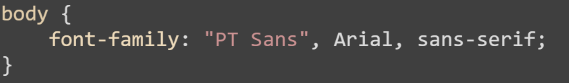 body {
    font-family: "PT Sans", Arial, sans-serif;
}